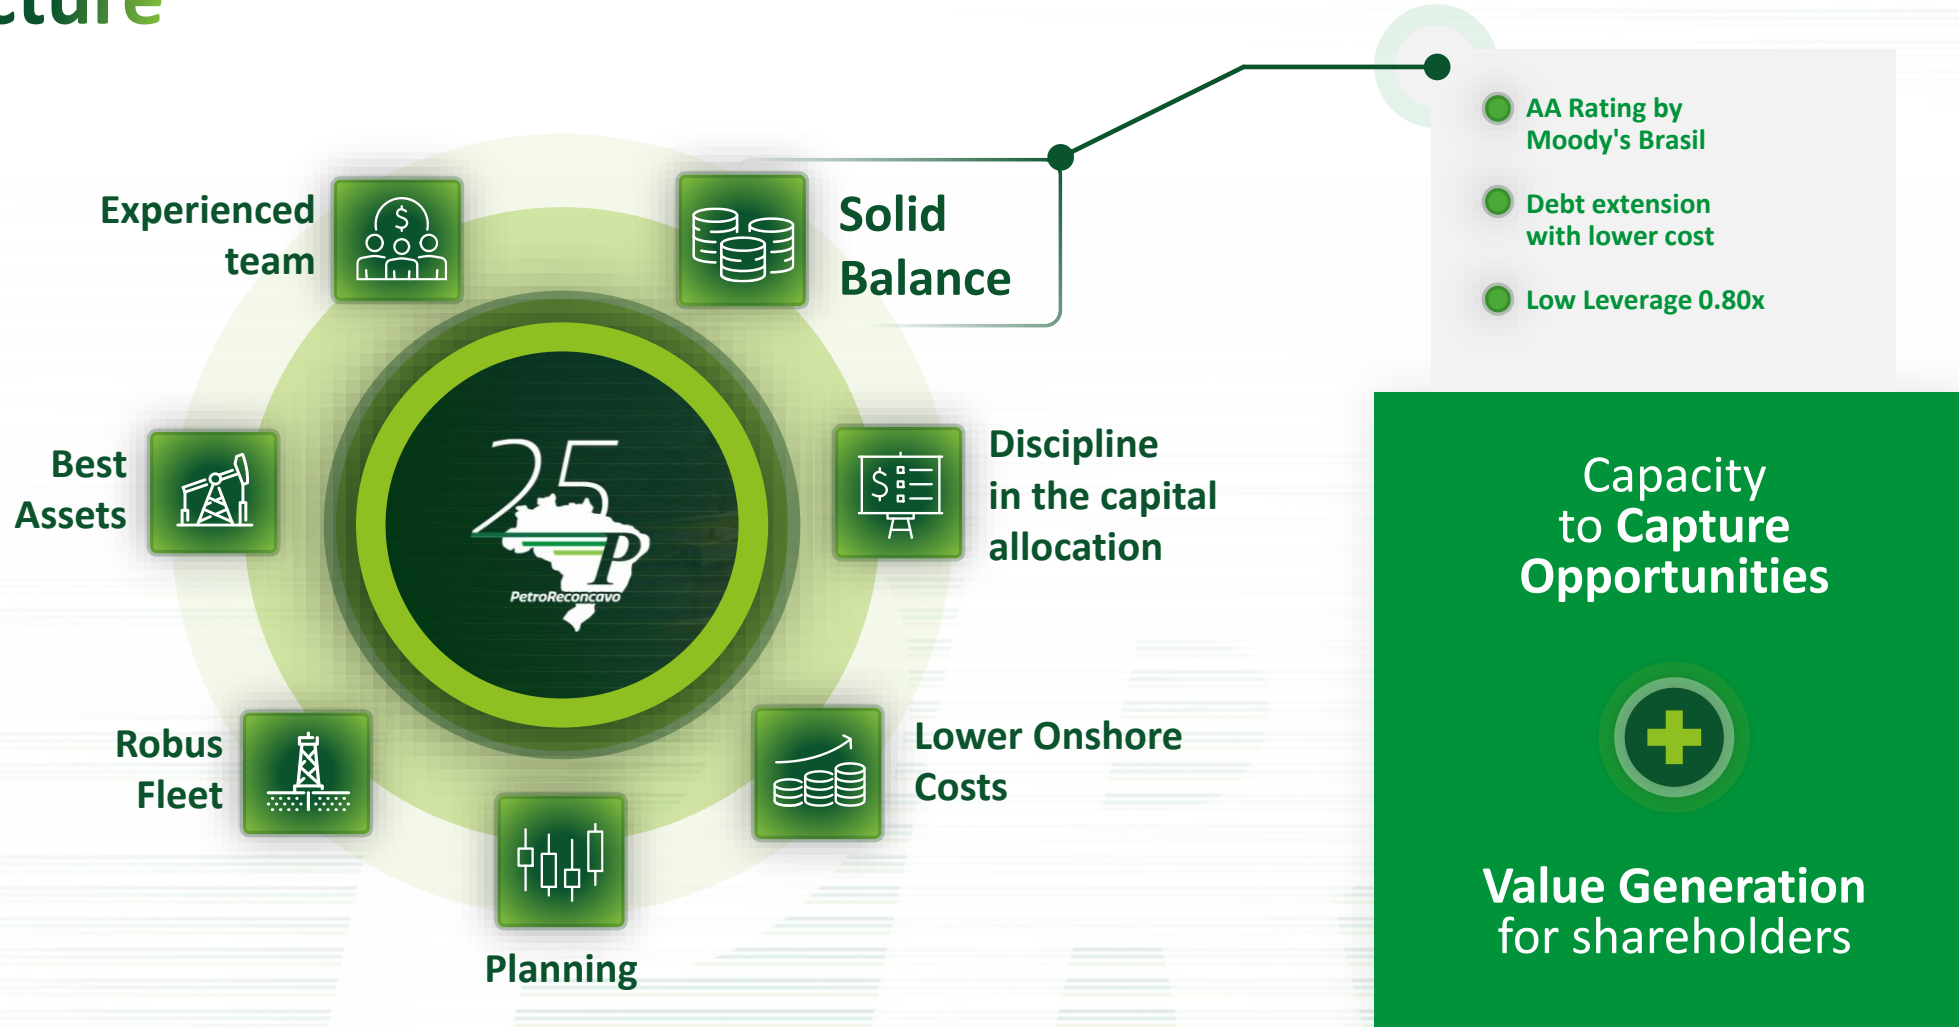 Experienced
team
Solid
Balance
AA Rating by
Moody's Brasil
Debt extension
with lower cost
Low Leverage 0.80x
Best
Assets
25
P
PetroReconcavo
Discipline
in the capital
allocation
Robus
Fleet
Lower Onshore
Costs
Planning
Capacity
to Capture
Opportunities
Value Generation
for shareholders